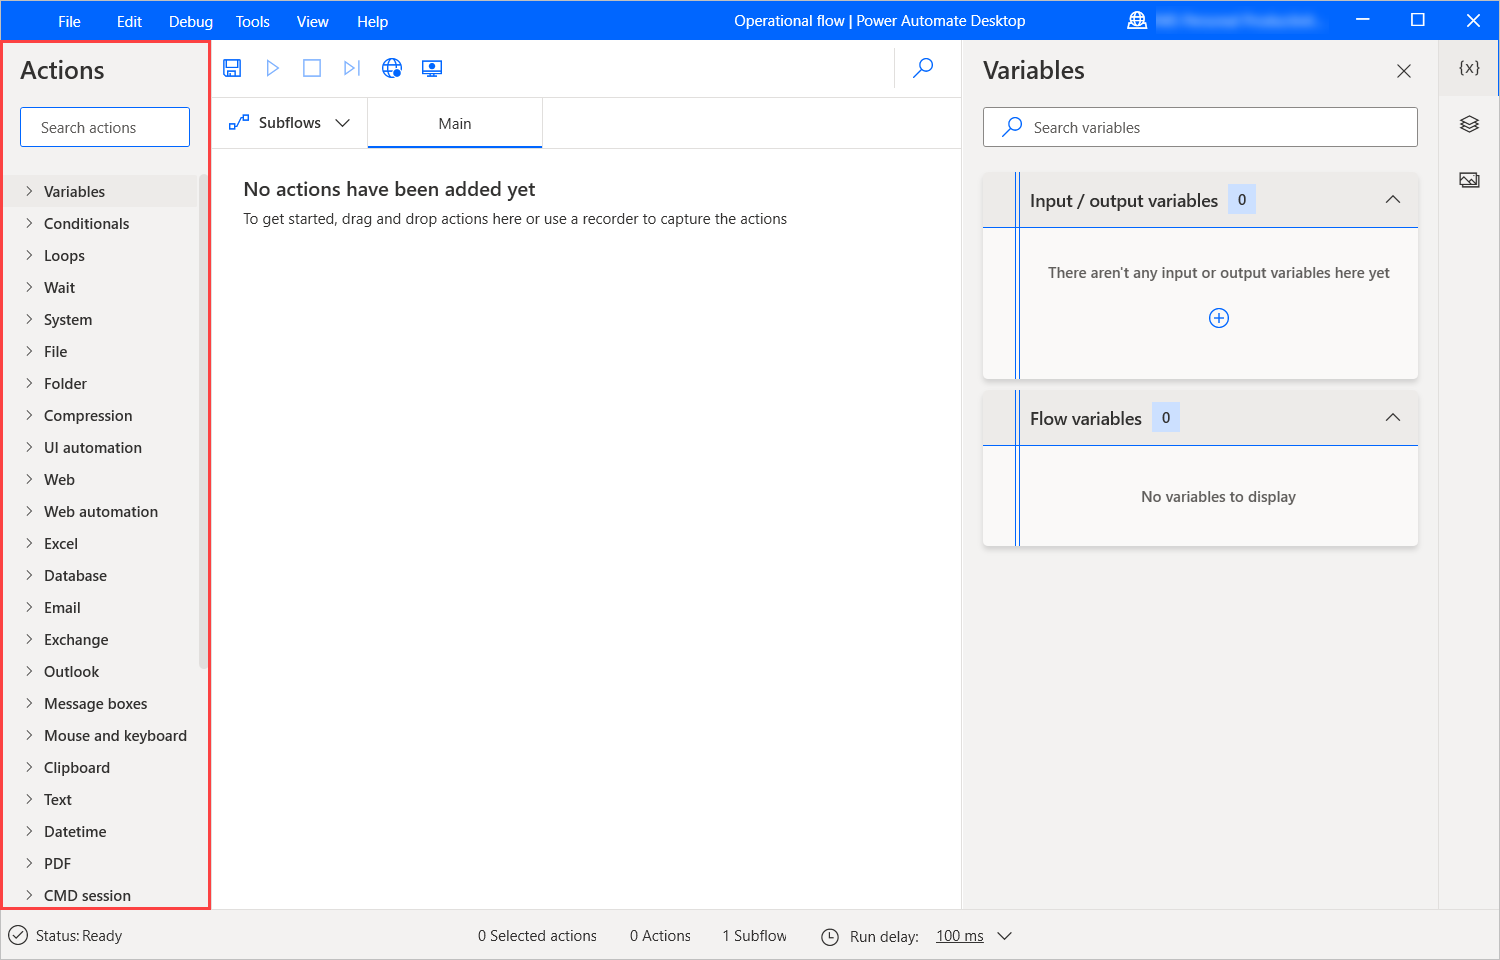 File Edit Debug Tools View Help Operational flow | Power Automate Desktop
Actions
Search actions
Variables
Conditionals
Loops
Wait
System
File
Folder
Compression
UI automation
Web
Web automation
Excel
Database
Email
Exchange
Outlook
Message boxes
Mouse and keyboard
Clipboard
Text
Datetime
PDF
CMD session
Subflows Main
No actions have been added yet
To get started, drag and drop actions here or use a recorder to capture the actions
Variables
Search variables
Input / output variables 0
There aren't any input or output variables here yet
Flow variables 0
No variables to display
{x}
Status: Ready 0 Selected actions 0 Actions 1 Subflow Run delay: 100 ms